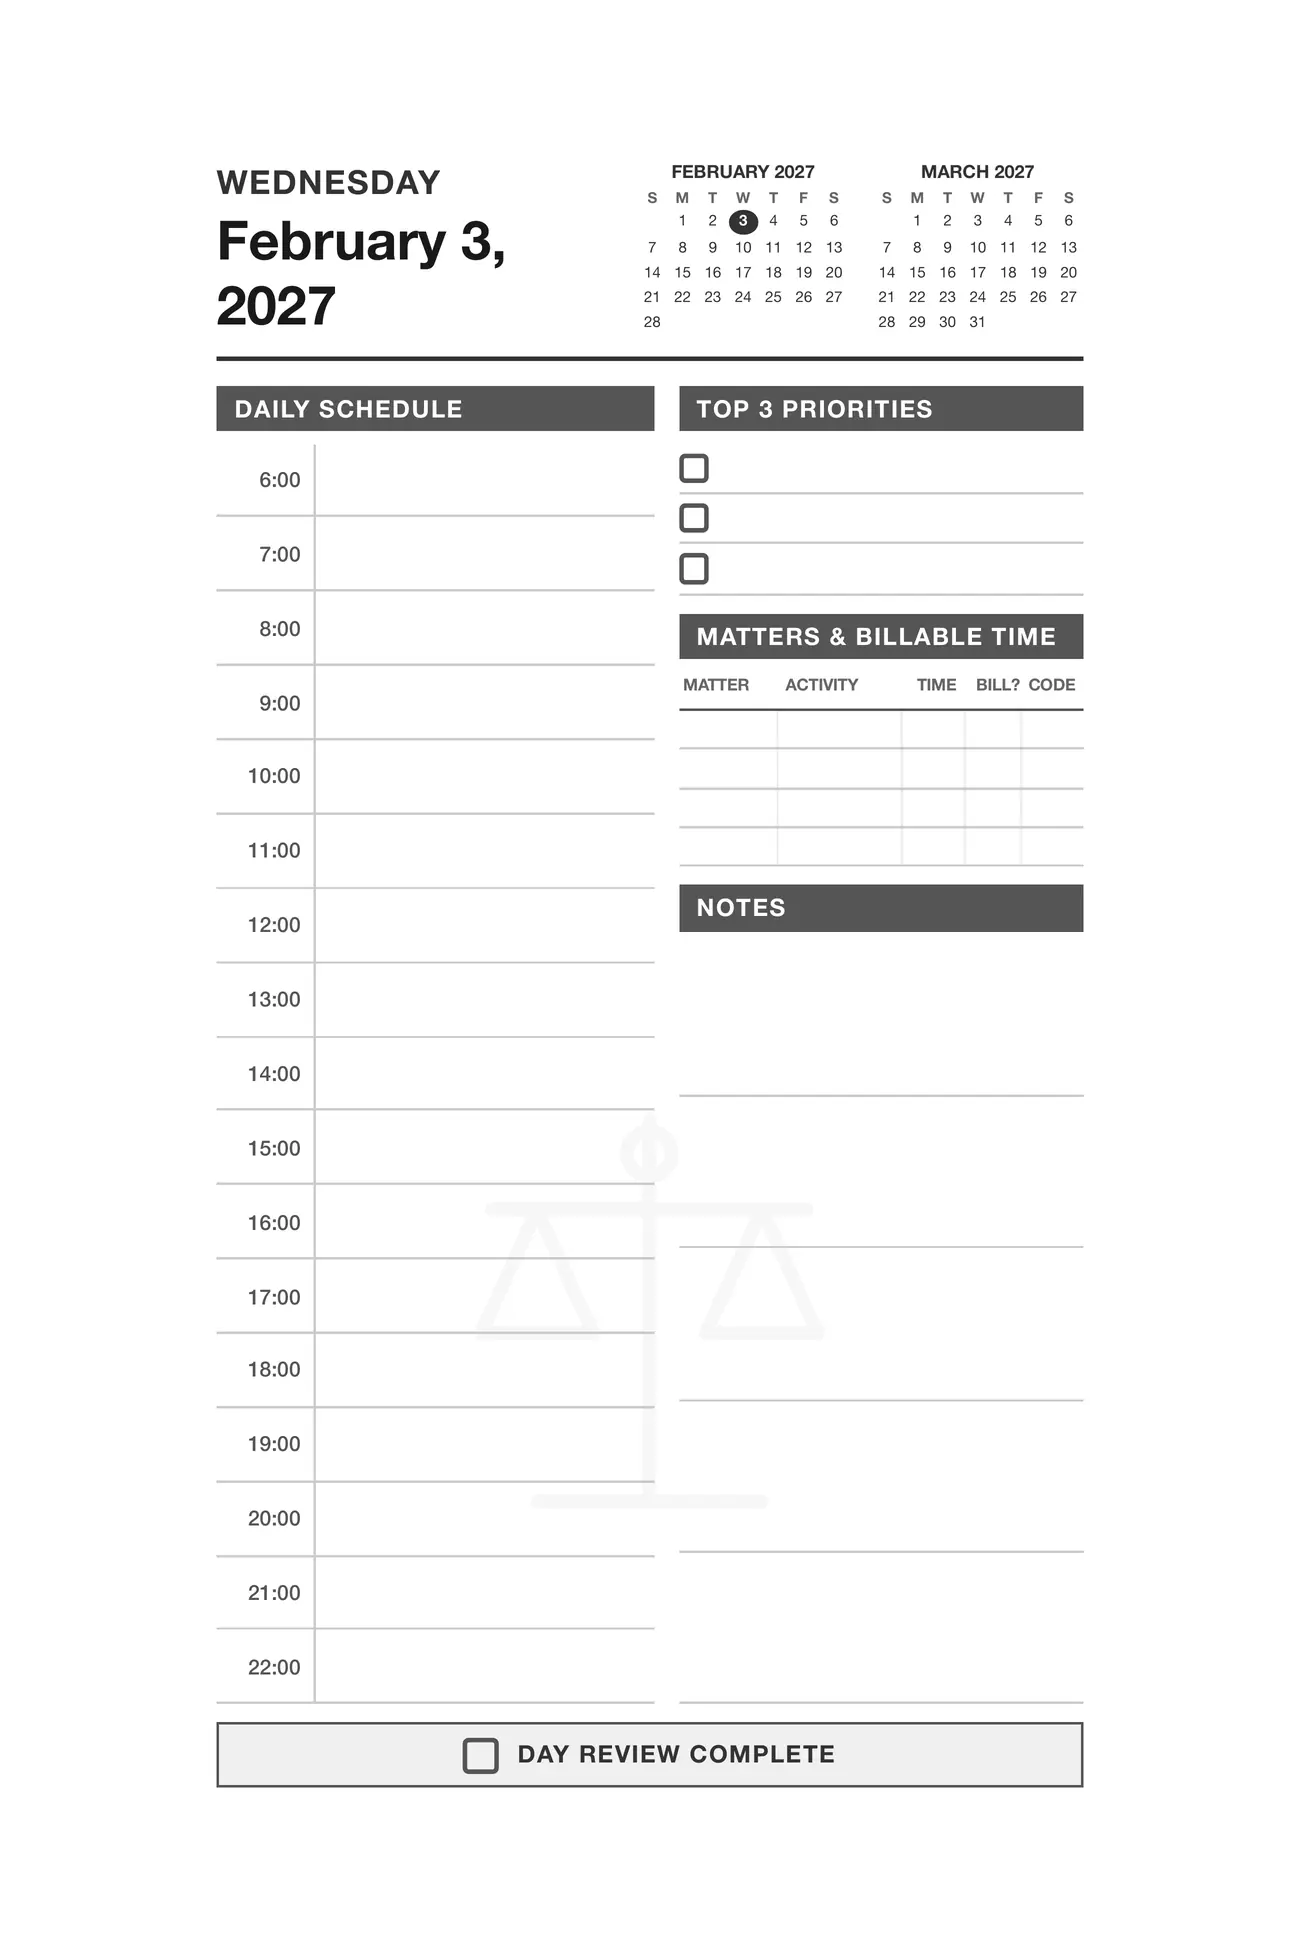 WEDNESDAY
February 3,
2027
FEBRUARY 2027
S M T W T F S
1 2 3 4 5 6
7 8 9 10 11 12 13
14 15 16 17 18 19 20
21 22 23 24 25 26 27
28
MARCH 2027
S M T W T F S
1 2 3 4 5 6
7 8 9 10 11 12 13
14 15 16 17 18 19 20
21 22 23 24 25 26 27
28 29 30 31
DAILY SCHEDULE
6:00
7:00
8:00
9:00
10:00
11:00
12:00
13:00
14:00
15:00
16:00
17:00
18:00
19:00
20:00
21:00
22:00
TOP 3 PRIORITIES
MATTERS & BILLABLE TIME
MATTER ACTIVITY TIME BILL? CODE
NOTES
DAY REVIEW COMPLETE